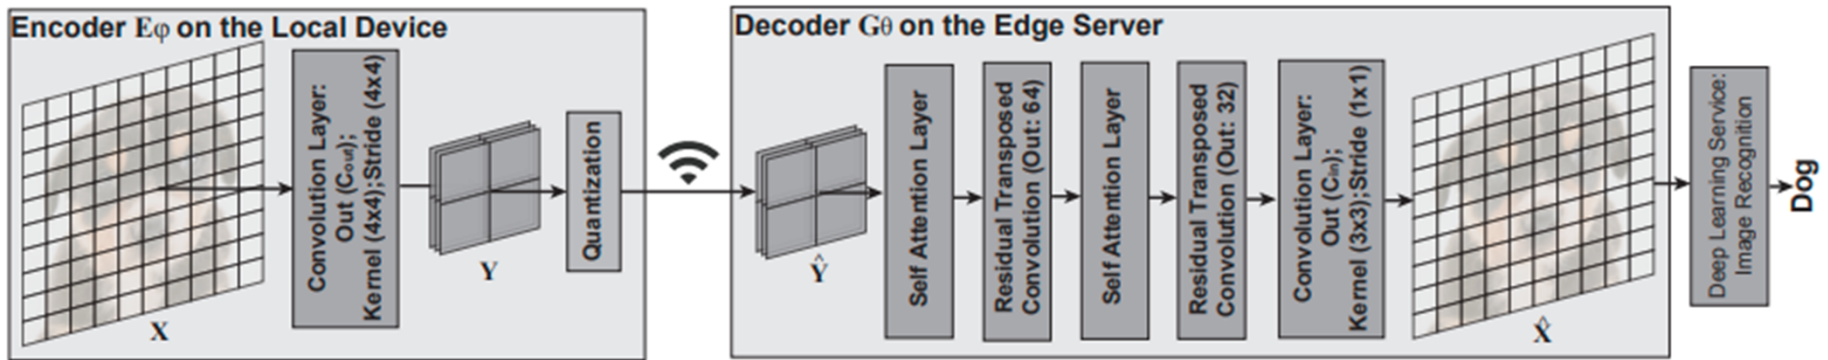 Encoder Eφ on the Local Device
X
Convolution Layer:
Out (Cout);
Kernel (4x4);Stride (4x4)
Y
Quantization
Decoder Gθ on the Edge Server
Ŷ
Self Attention Layer
Residual Transposed
Convolution (Out: 64)
Self Attention Layer
Residual Transposed
Convolution (Out: 32)
Convolution Layer:
Out (Cin);
Kernel (3x3);Stride (1x1)
X̂
Deep Learning Service:
Image Recognition
Dog